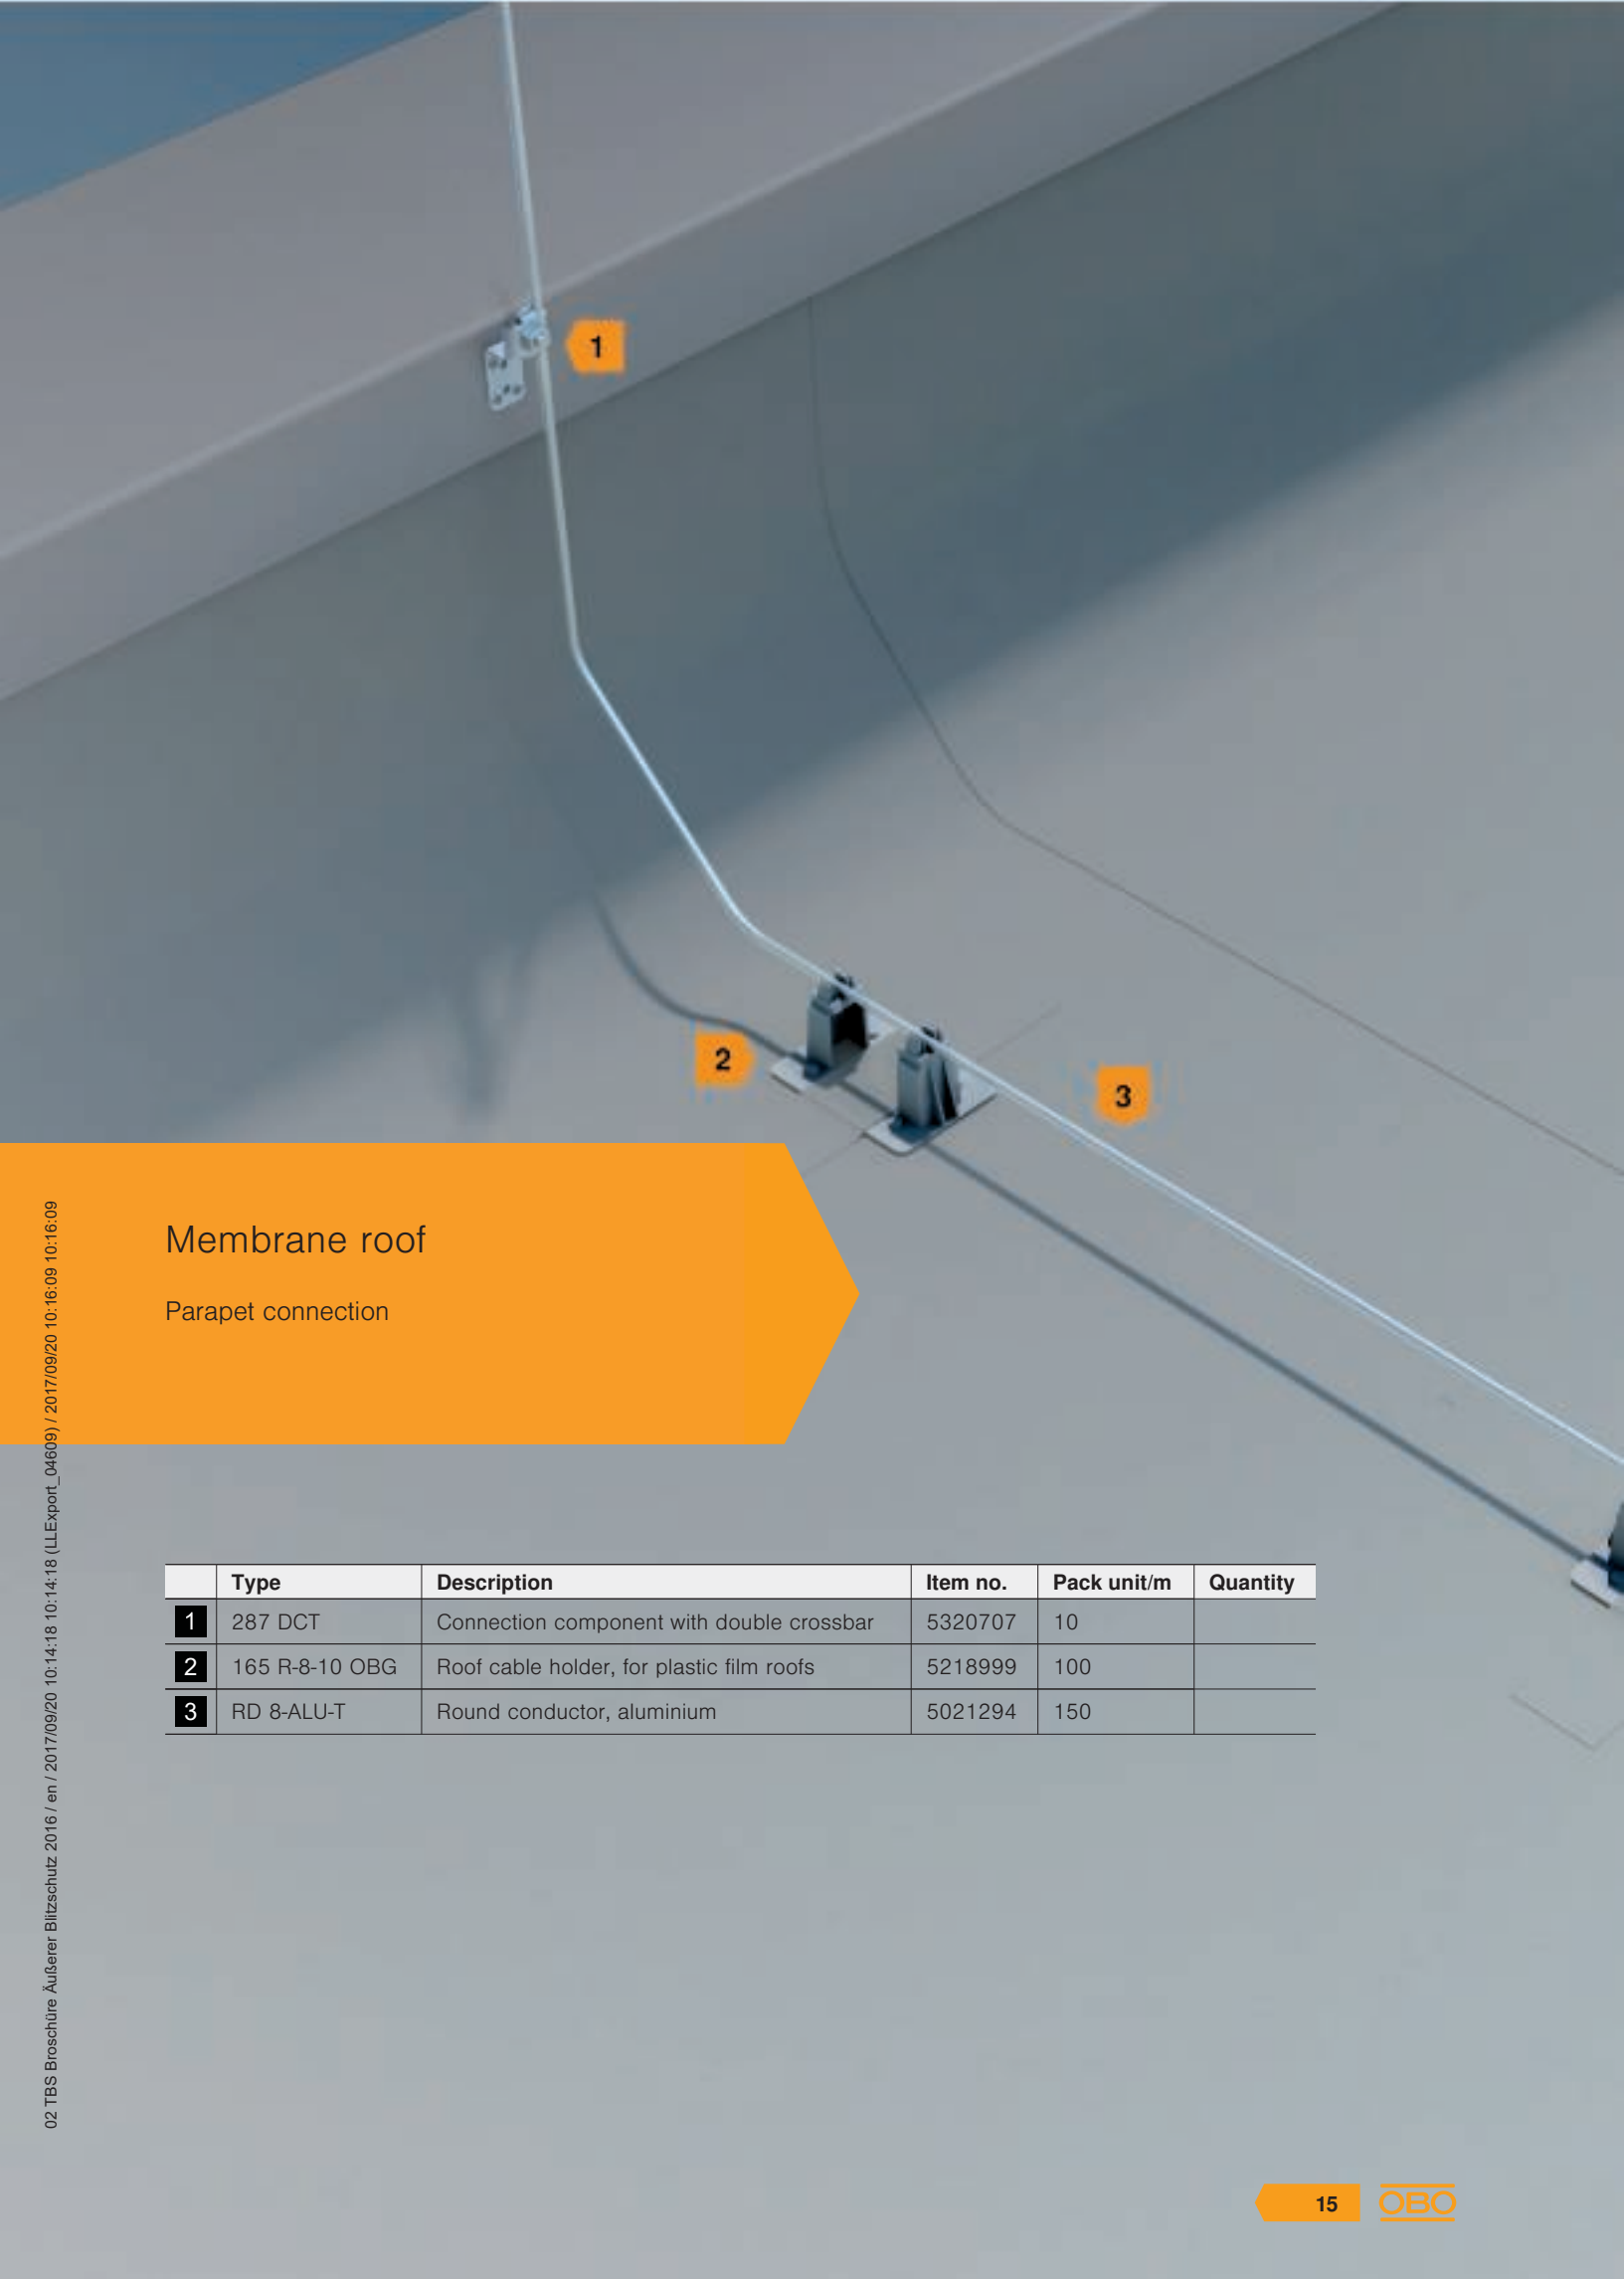 1
2
3
Membrane roof
Parapet connection
Type Description Item no. Pack unit/m Quantity
1 287 DCT Connection component with double crossbar 5320707 10
2 165 R-8-10 OBG Roof cable holder, for plastic film roofs 5218999 100
3 RD 8-ALU-T Round conductor, aluminium 5021294 150
02 TBS Broschüre Äußerer Blitzschutz 2016 / en / 2017/09/20 10:14:18 10:14:18 (LLExport_04609) / 2017/09/20 10:16:09 10:16:09
15 OBO